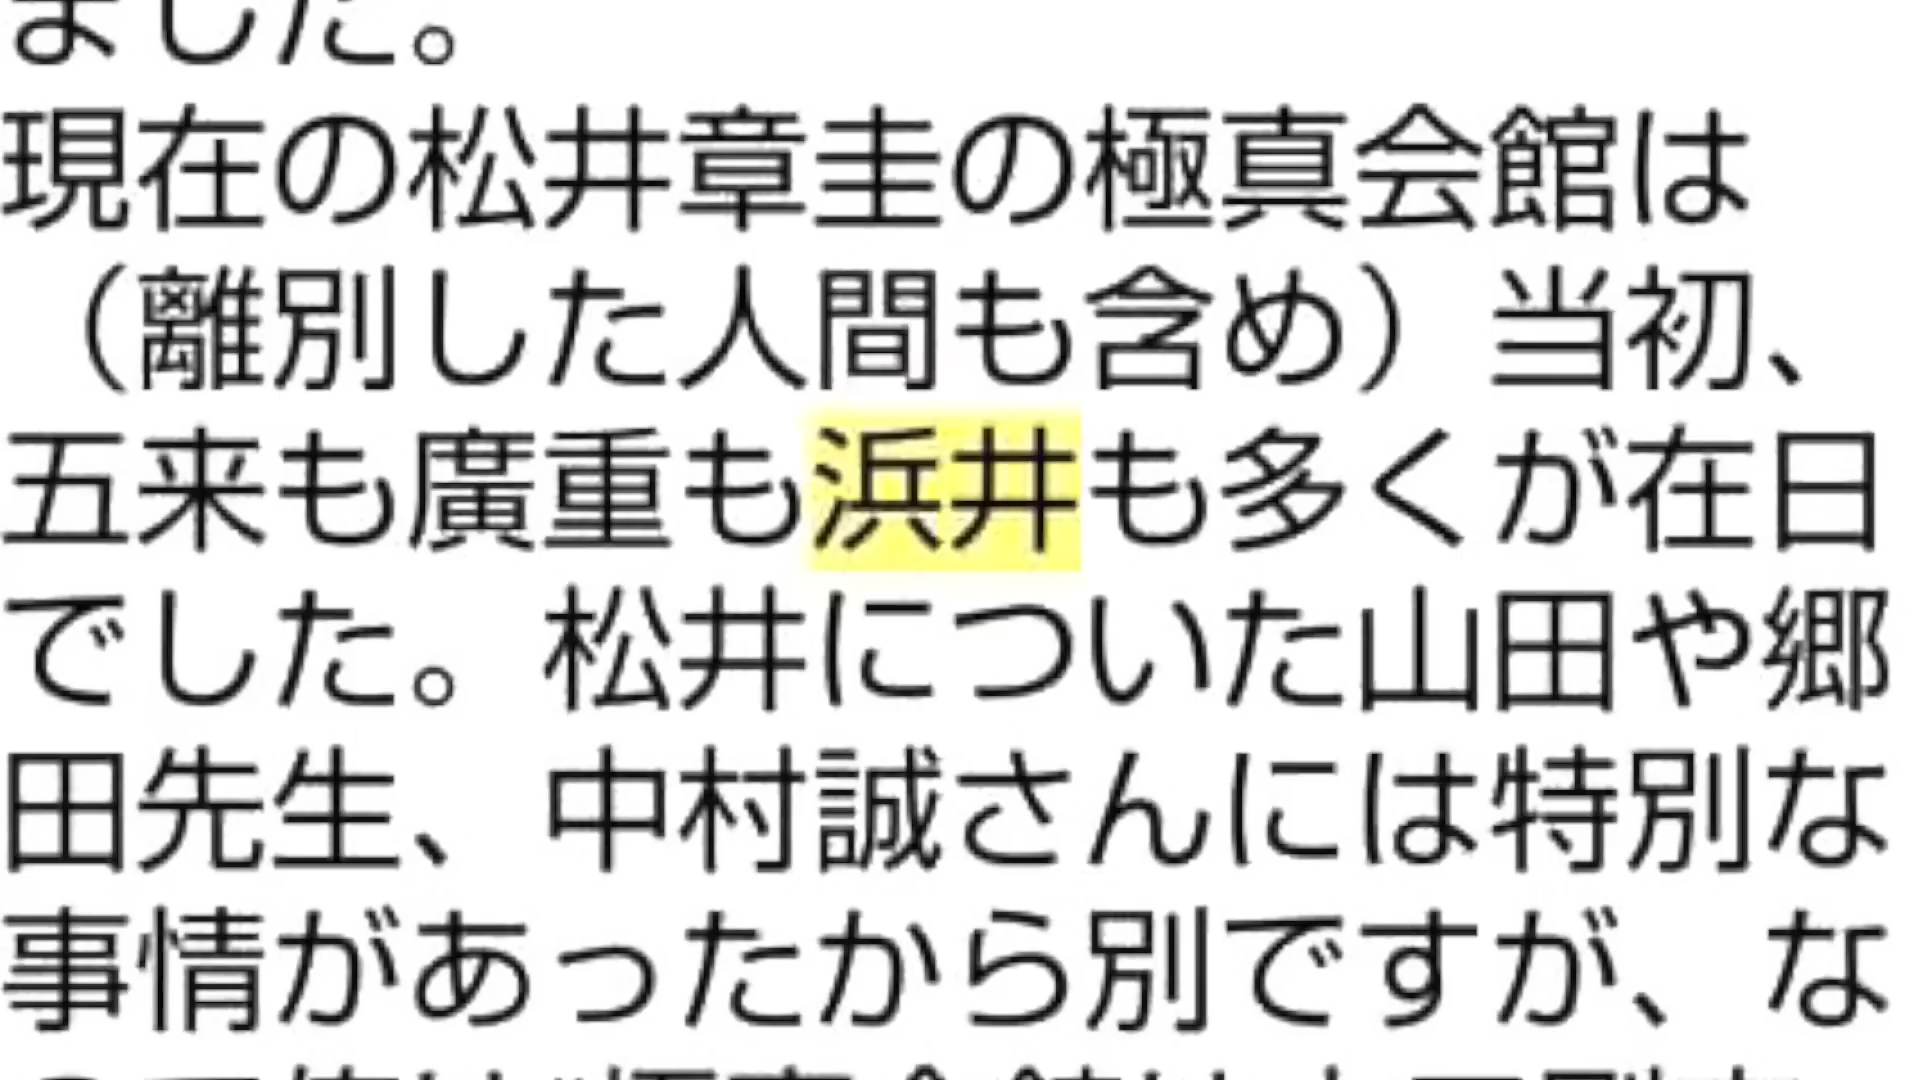 ました。
現在の松井章圭の極真会館は
（離別した人間も含め）当初、
五来も廣重も浜井も多くが在日
でした。松井についた山田や郷
田先生、中村誠さんには特別な
事情があったから別ですが、な